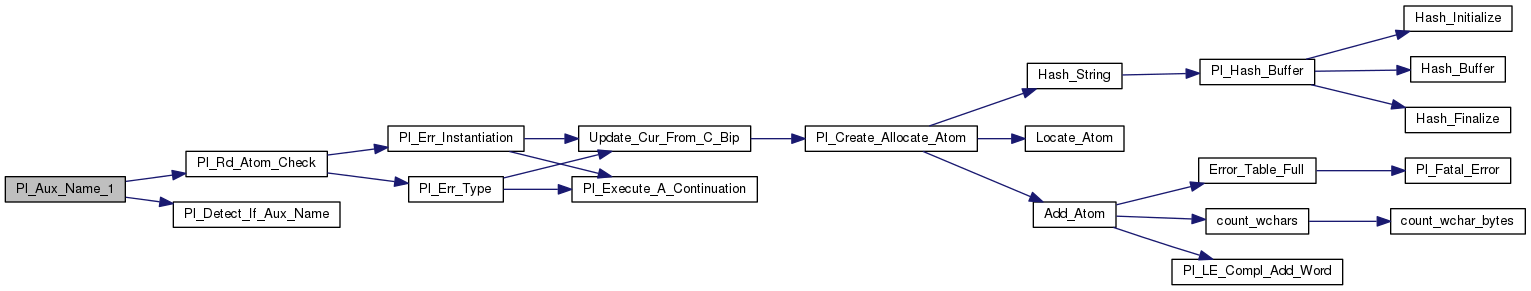 Pl_Aux_Name_1
Pl_Rd_Atom_Check
Pl_Detect_If_Aux_Name
Pl_Err_Instantiation
Pl_Err_Type
Update_Cur_From_C_Bip
Pl_Execute_A_Continuation
Pl_Create_Allocate_Atom
Hash_String
Locate_Atom
Add_Atom
Pl_Hash_Buffer
Error_Table_Full
count_wchars
Pl_LE_Compl_Add_Word
Hash_Initialize
Hash_Buffer
Hash_Finalize
Pl_Fatal_Error
count_wchar_bytes